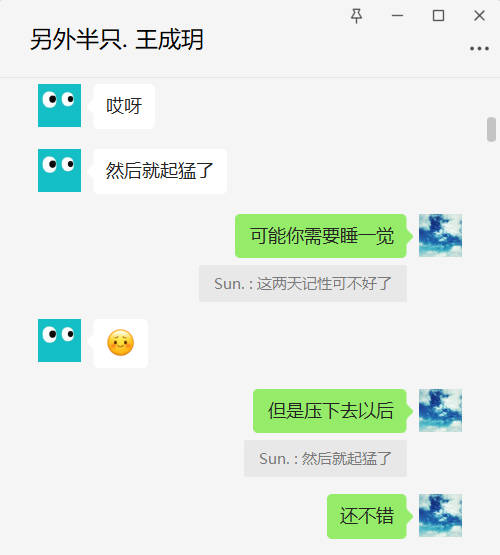 另外半只. 王成玥
哎呀
然后就起猛了
可能你需要睡一觉
Sun. : 这两天记性可不好了
但是压下去以后
Sun. : 然后就起猛了
还不错